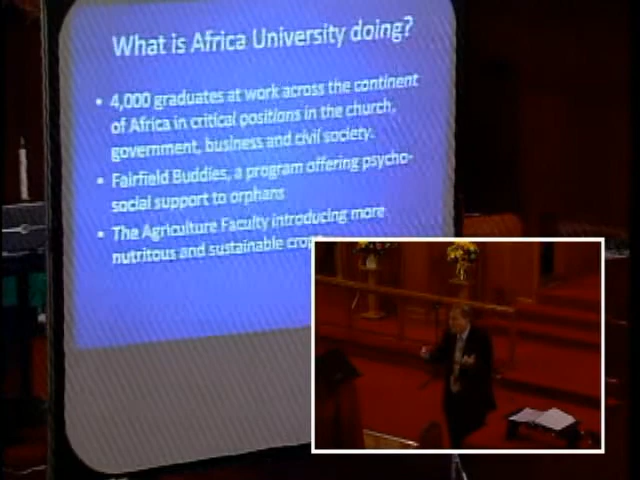 What is Africa University doing?
• 4,000 graduates at work across the continent
of Africa in critical positions in the church,
government, business and civil society.
• Fairfield Buddies, a program offering psycho-
social support to orphans
• The Agriculture Faculty introducing more
nutritous and sustainable crops